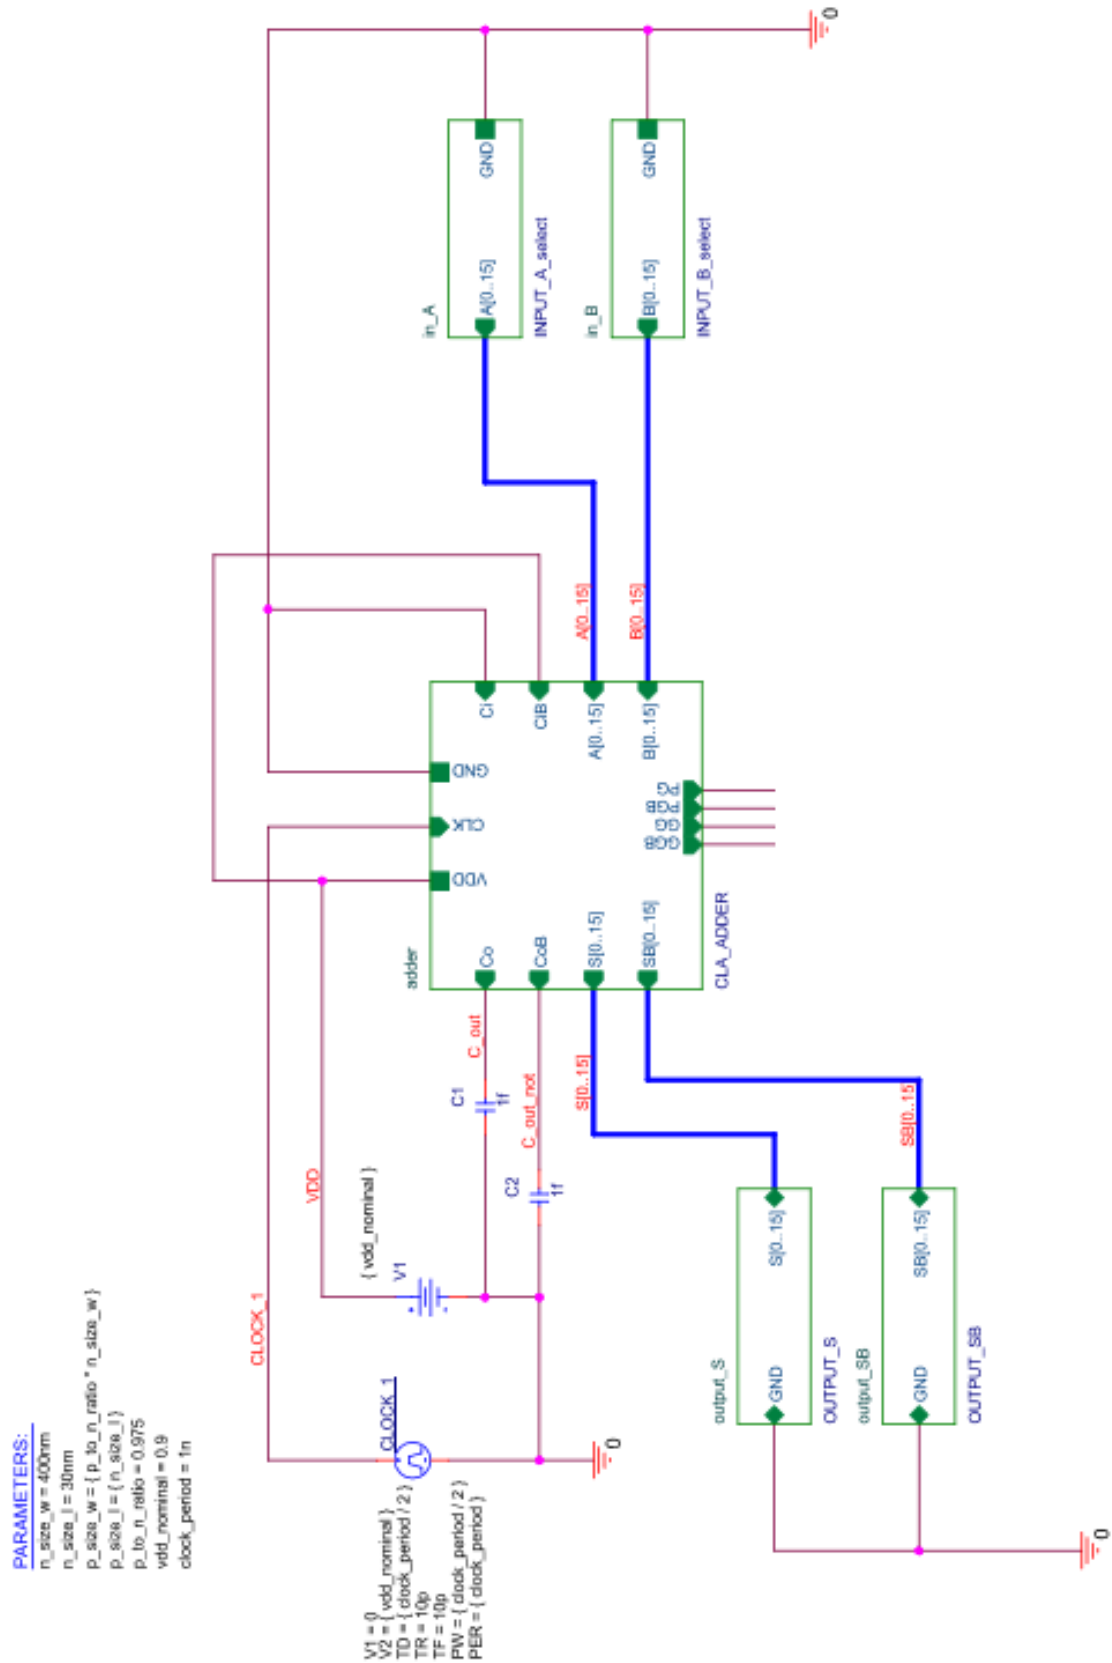 PARAMETERS:
n_size_w = 400nm
n_size_l = 30nm
p_size_w = { p_to_n_ratio * n_size_w }
p_size_l = { n_size_l }
p_to_n_ratio = 0.975
vdd_nominal = 0.9
clock_period = 1n
CLOCK_1
VDD
V1 = 0
V2 = { vdd_nominal }
TD = { clock_period / 2 }
TR = 10p
TF = 10p
PW = { clock_period / 2 }
PER = { clock_period }
CLOCK_1
0
{ vdd_nominal }
V1
C1
1f
C_out
C2
1f
C_out_not
adder
VDD
CLK
GND
Co
CoB
S[0..15]
SB[0..15]
Ci
CiB
A[0..15]
B[0..15]
GGB
GG
PGB
PG
CLA_ADDER
S[0..15]
SB[0..15]
A[0..15]
B[0..15]
in_A
A[0..15]
GND
INPUT_A_select
in_B
B[0..15]
GND
INPUT_B_select
0
output_S
GND
S[0..15]
OUTPUT_S
output_SB
GND
SB[0..15]
OUTPUT_SB
0